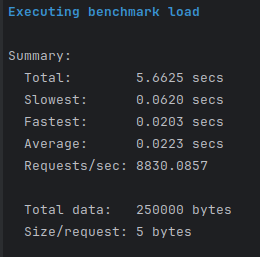 Executing benchmark load
Summary:
Total: 5.6625 secs
Slowest: 0.0620 secs
Fastest: 0.0203 secs
Average: 0.0223 secs
Requests/sec: 8830.0857
Total data: 250000 bytes
Size/request: 5 bytes